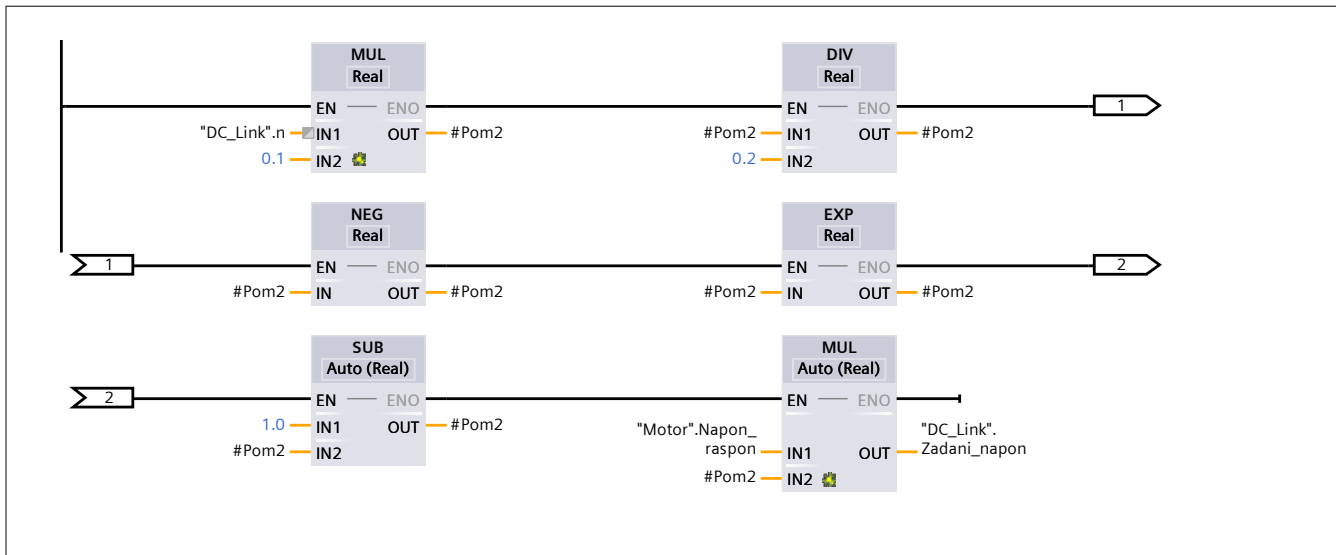 MUL
Real
EN ENO
"DC_Link".n IN1 OUT #Pom2
0.1 IN2
DIV
Real
EN ENO
#Pom2 IN1 OUT #Pom2
0.2 IN2
1
1
NEG
Real
EN ENO
#Pom2 IN OUT #Pom2
EXP
Real
EN ENO
#Pom2 IN OUT #Pom2
2
2
SUB
Auto (Real)
EN ENO
1.0 IN1 OUT #Pom2
#Pom2 IN2
MUL
Auto (Real)
EN ENO
"Motor".Napon_
raspon IN1 OUT
"DC_Link".
Zadani_napon
#Pom2 IN2